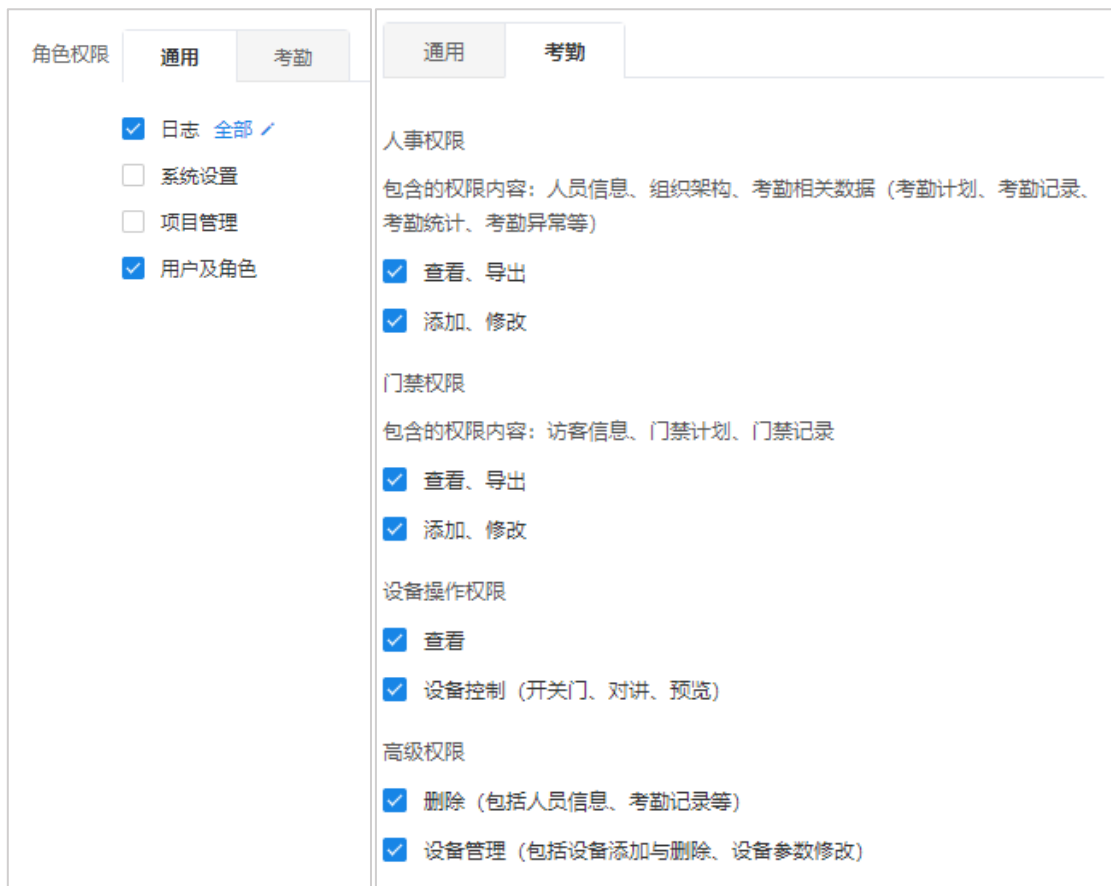 角色权限 通用 考勤
日志 全部
系统设置
项目管理
用户及角色
通用 考勤
人事权限
包含的权限内容：人员信息、组织架构、考勤相关数据（考勤计划、考勤记录、
考勤统计、考勤异常等）
查看、导出
添加、修改
门禁权限
包含的权限内容：访客信息、门禁计划、门禁记录
查看、导出
添加、修改
设备操作权限
查看
设备控制（开关门、对讲、预览）
高级权限
删除（包括人员信息、考勤记录等）
设备管理（包括设备添加与删除、设备参数修改）